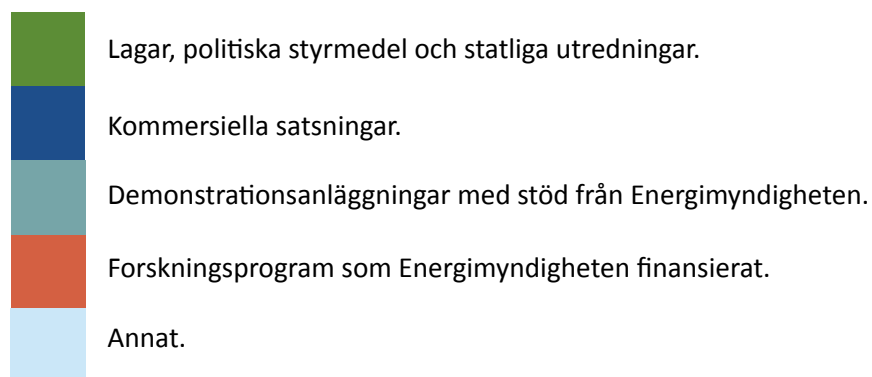 Lagar, politiska styrmedel och statliga utredningar.
Kommersiella satsningar.
Demonstrationsanläggningar med stöd från Energimyndigheten.
Forskningsprogram som Energimyndigheten finansierat.
Annat.